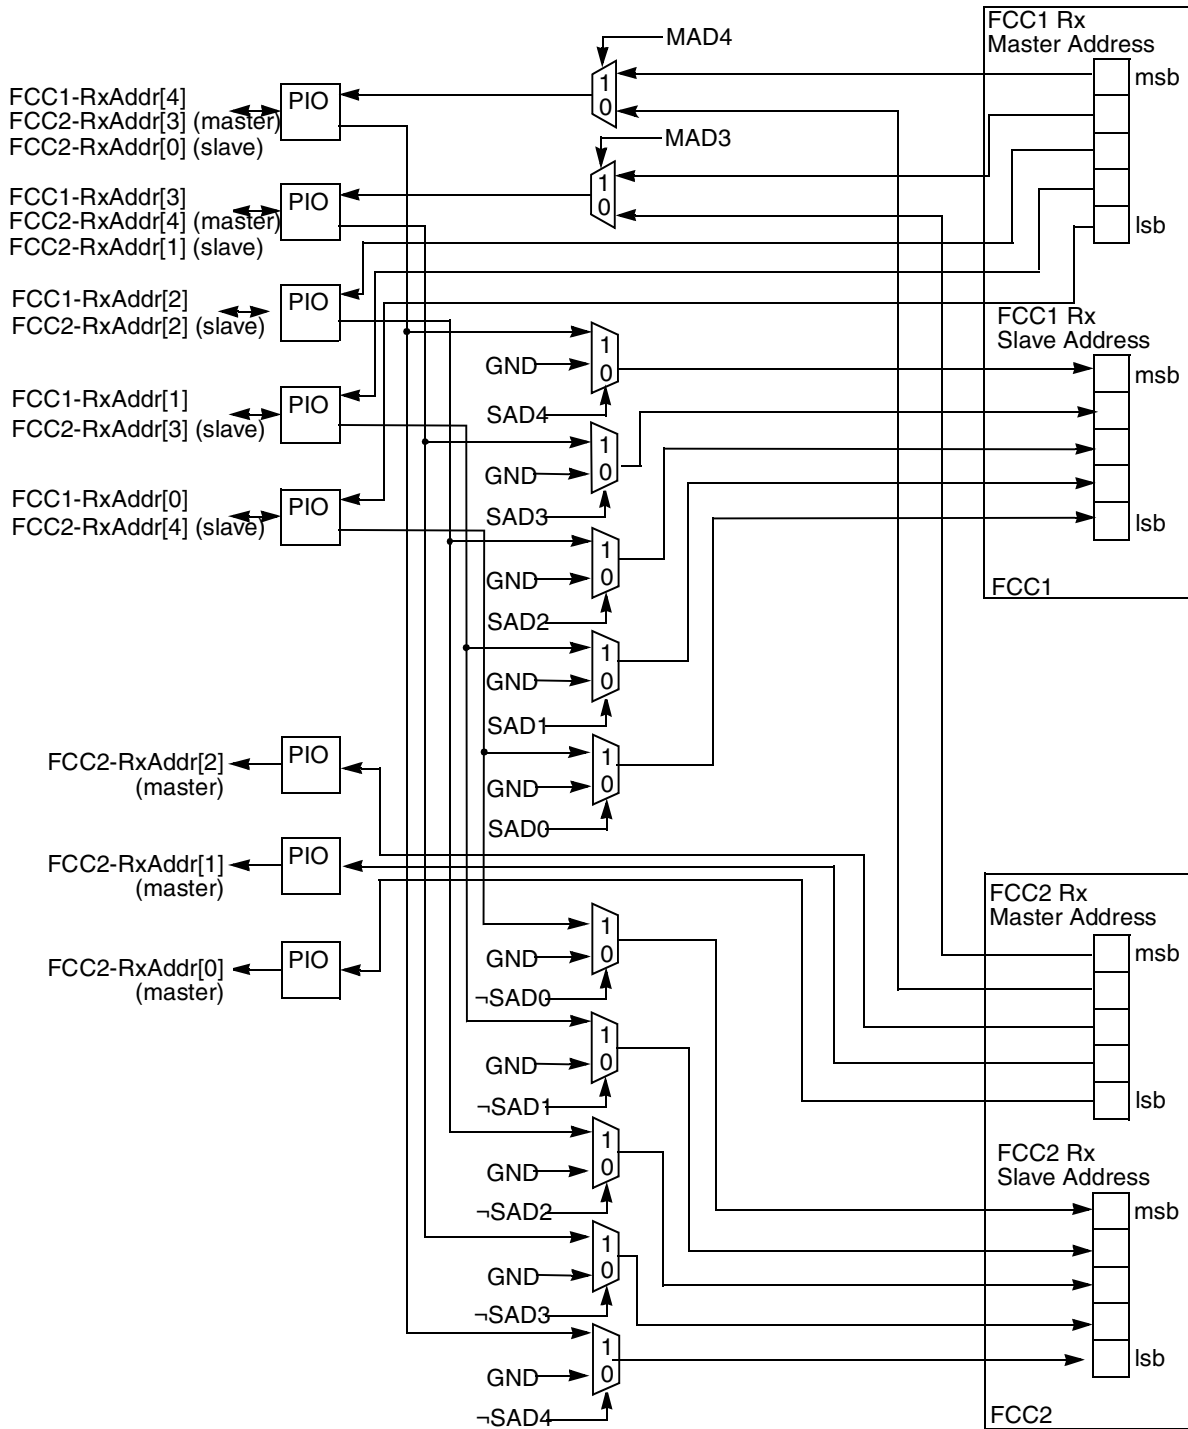 MAD4
FCC1 Rx
Master Address
msb
1
0
PIO
FCC1-RxAddr[4]
FCC2-RxAddr[3] (master)
FCC2-RxAddr[0] (slave)
MAD3
1
0
PIO
FCC1-RxAddr[3]
FCC2-RxAddr[4] (master)
FCC2-RxAddr[1] (slave)
lsb
PIO
FCC1-RxAddr[2]
FCC2-RxAddr[2] (slave)
FCC1 Rx
Slave Address
msb
1
0
GND
SAD4
PIO
FCC1-RxAddr[1]
FCC2-RxAddr[3] (slave)
1
0
GND
SAD3
PIO
FCC1-RxAddr[0]
FCC2-RxAddr[4] (slave)
lsb
1
0
GND
SAD2
FCC1
1
0
GND
SAD1
PIO
FCC2-RxAddr[2]
(master)
1
0
GND
SAD0
PIO
FCC2-RxAddr[1]
(master)
FCC2 Rx
Master Address
msb
1
0
GND
¬SAD0
PIO
FCC2-RxAddr[0]
(master)
1
0
GND
¬SAD1
lsb
1
0
GND
¬SAD2
FCC2 Rx
Slave Address
msb
1
0
GND
¬SAD3
1
0
GND
¬SAD4
lsb
FCC2